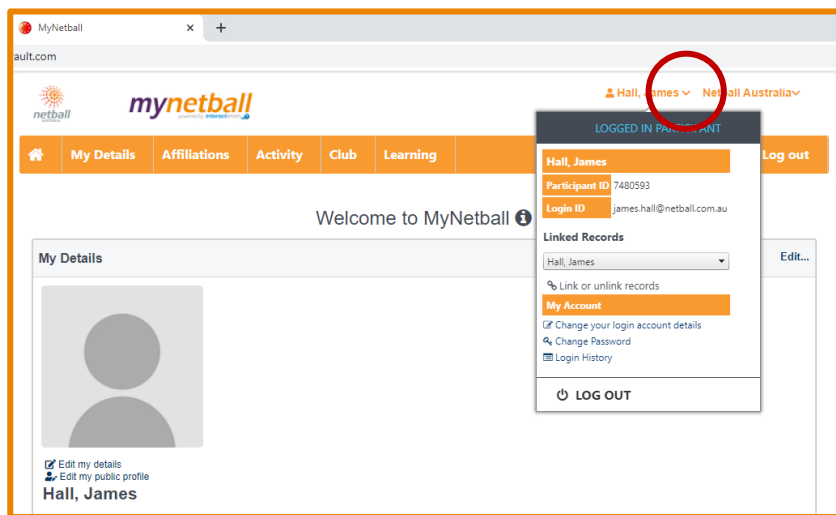 MyNetball
ault.com
netball
mynetball
powered by interactSPORT
Hall, James
Netball Australia
LOGGED IN PARTICIPANT
My Details Affiliations Activity Club Learning
Log out
Hall, James
Participant ID 7480593
Login ID james.hall@netball.com.au
Welcome to MyNetball
Linked Records
My Details
Edit...
Hall, James
Link or unlink records
My Account
Change your login account details
Change Password
Login History
LOG OUT
Edit my details
Edit my public profile
Hall, James